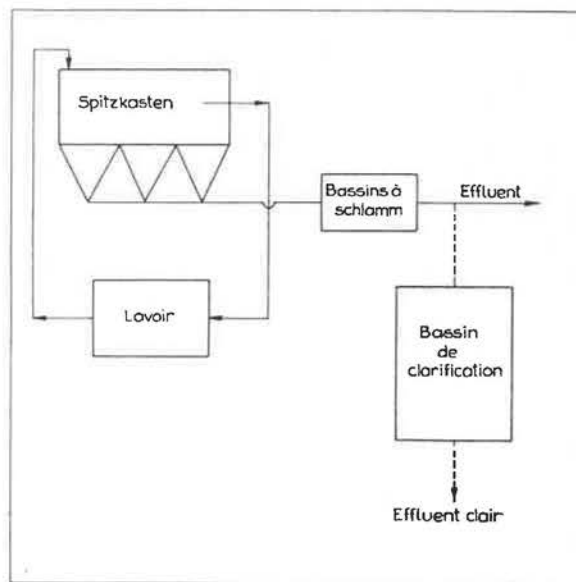 Spitzkasten
Bassins à
schlamm
Effluent
Lavoir
Bassin
de
clarification
Effluent clair